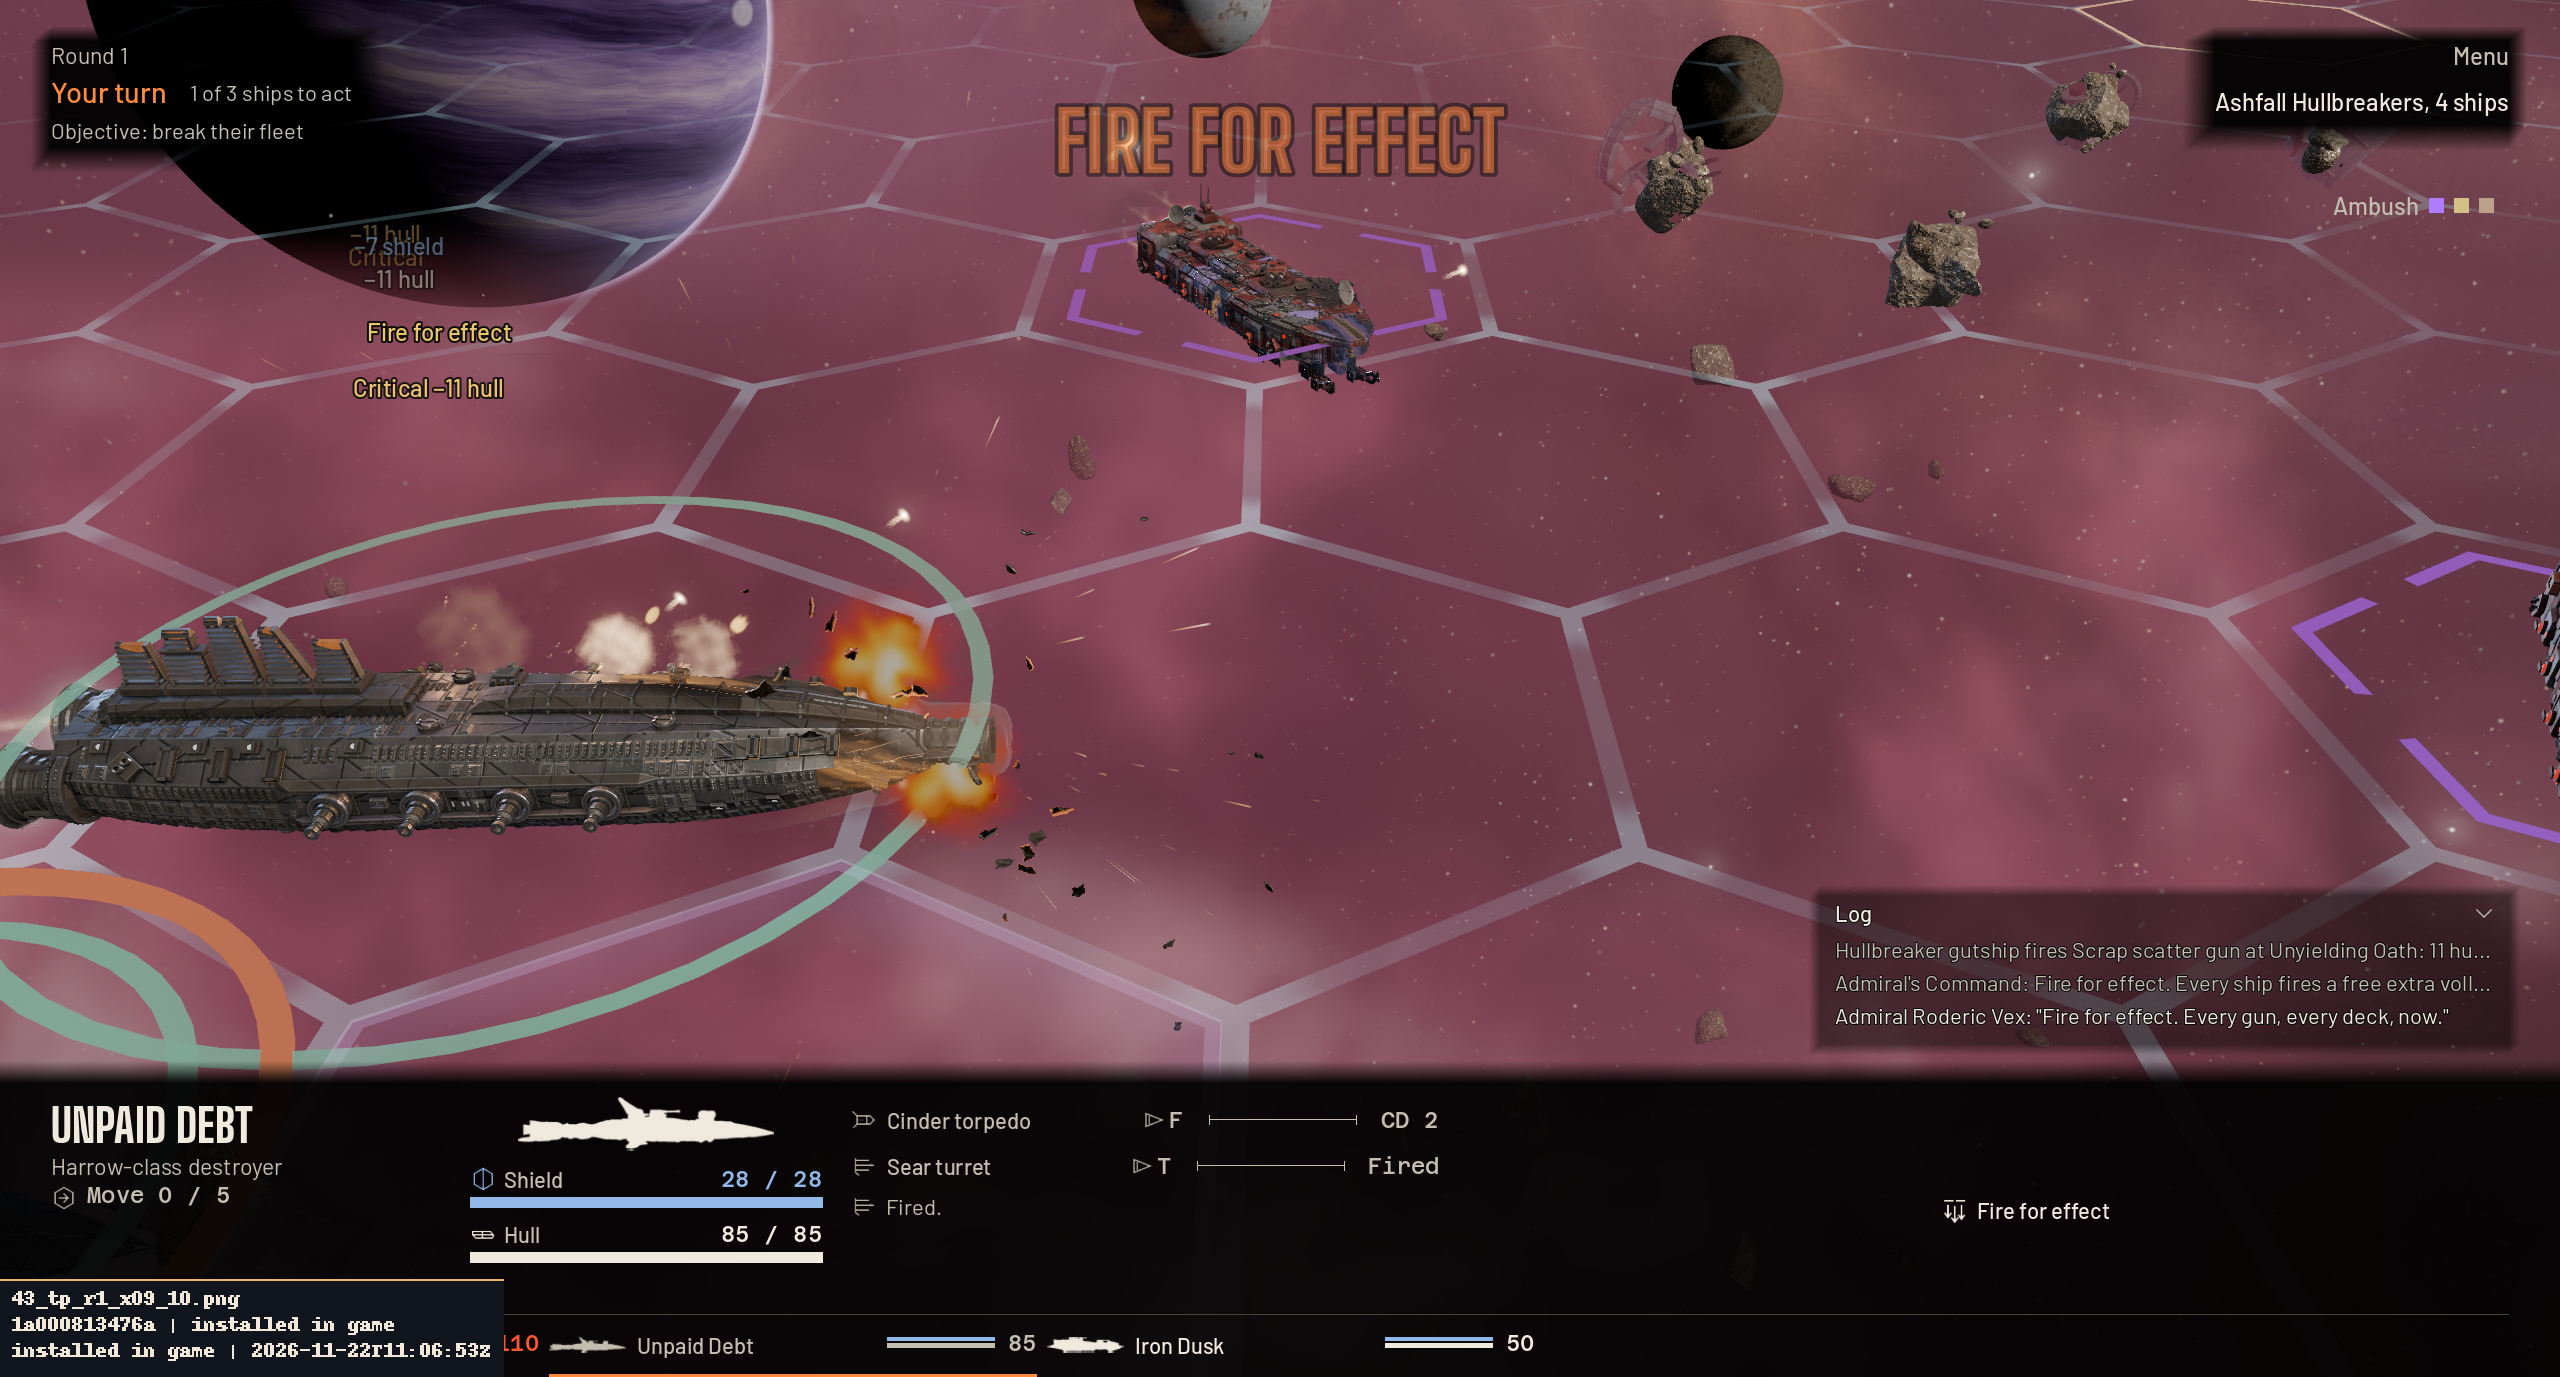 Round 1
Your turn 1 of 3 ships to act
Objective: break their fleet
Menu
Ashfall Hullbreakers, 4 ships
FIRE FOR EFFECT
Ambush
–11 hull
–7 shield
Critical
–11 hull
Fire for effect
Critical –11 hull
Log
Hullbreaker gutship fires Scrap scatter gun at Unyielding Oath: 11 hu...
Admiral's Command: Fire for effect. Every ship fires a free extra voll...
Admiral Roderic Vex: "Fire for effect. Every gun, every deck, now."
UNPAID DEBT
Harrow-class destroyer
Move 0 / 5
Shield 28 / 28
Hull 85 / 85
Cinder torpedo F CD 2
Sear turret T Fired
Fired.
Fire for effect
43_tp_r1_x09_10.png
1a000813476a | installed in game
installed in game | 2026-11-22T11:06:53Z
110 Unpaid Debt 85 Iron Dusk 50